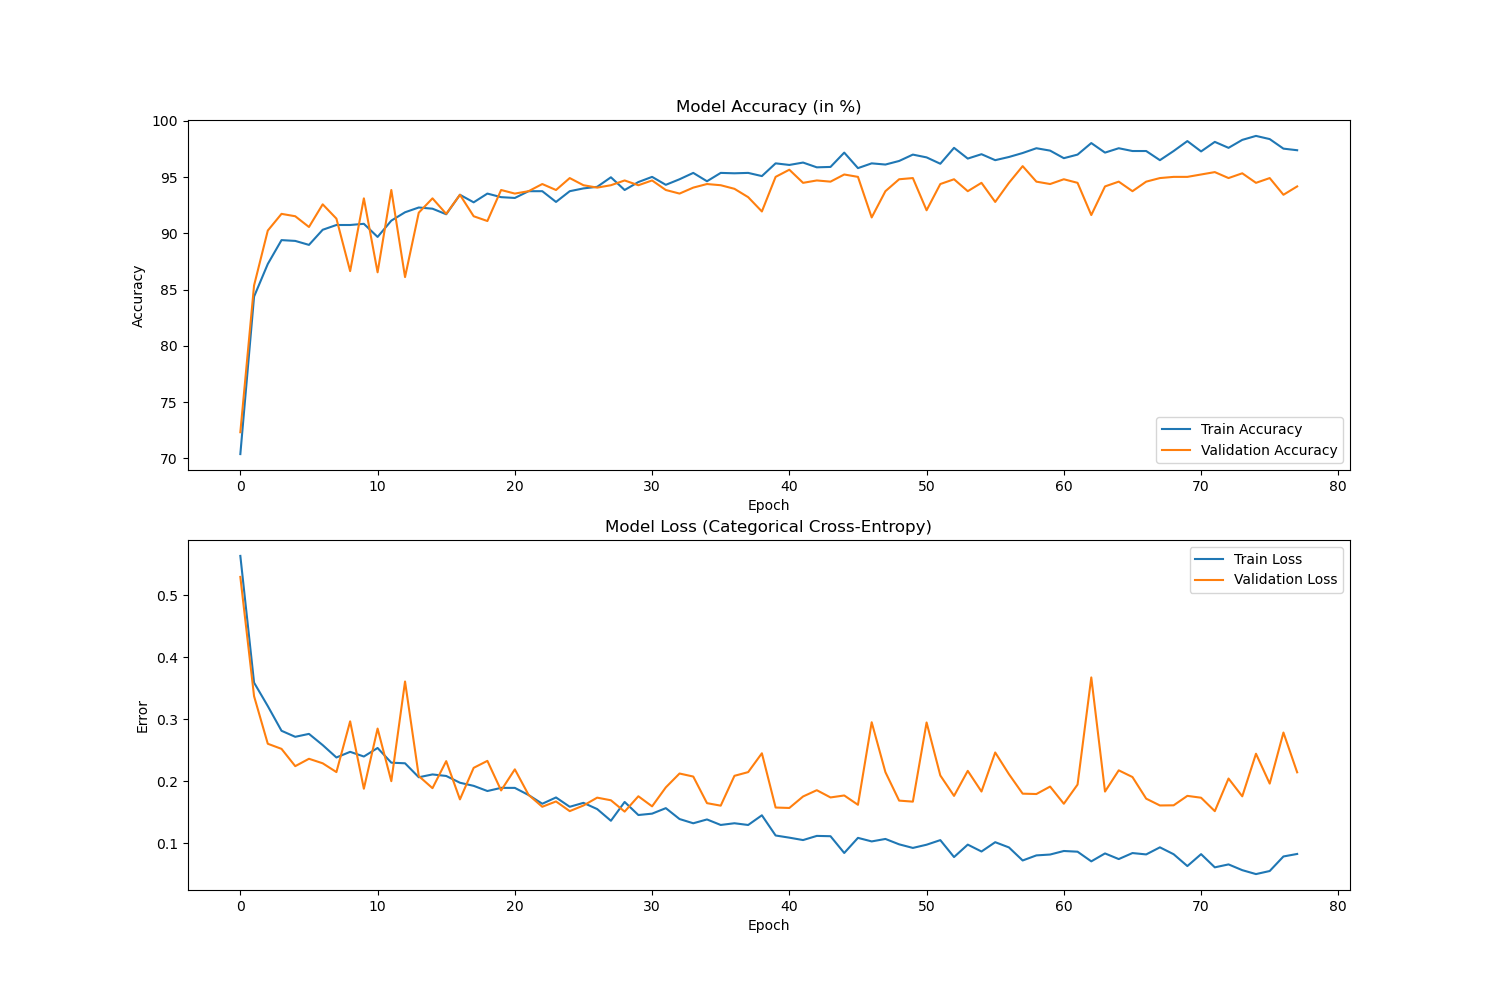 Model Accuracy (in %)
100
95
90
85
80
75
70
Accuracy
Train Accuracy
Validation Accuracy
0 10 20 30 40 50 60 70 80
Epoch
Model Loss (Categorical Cross-Entropy)
Train Loss
Validation Loss
0.5
0.4
0.3
0.2
0.1
Error
0 10 20 30 40 50 60 70 80
Epoch